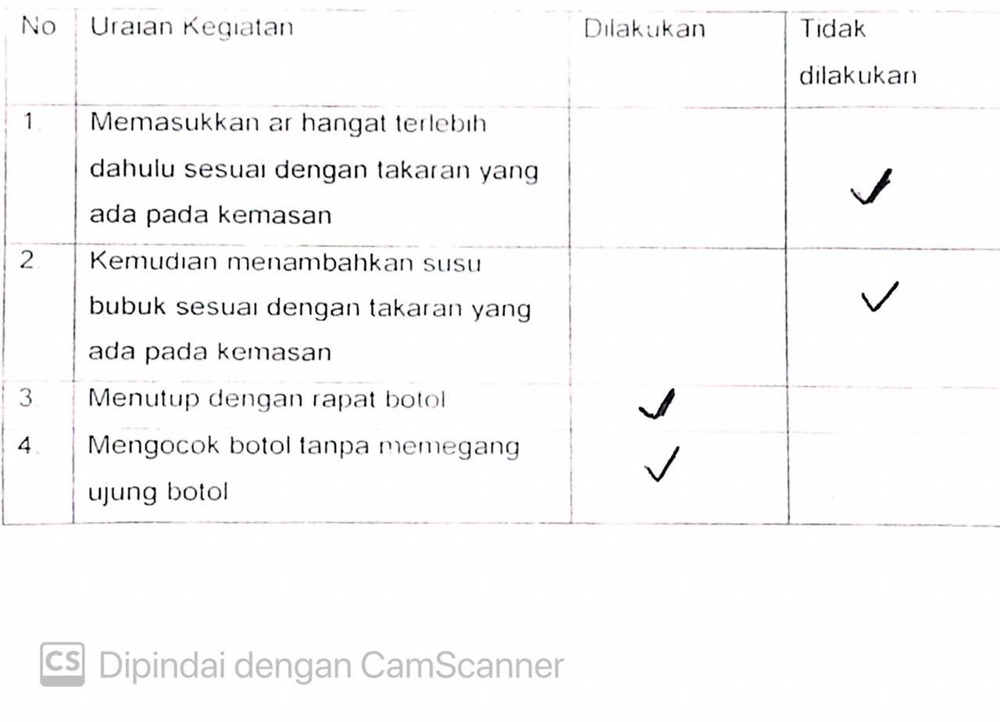 No Uraian Kegiatan Dilakukan Tidak
dilakukan
1. Memasukkan air hangat terlebih
dahulu sesuai dengan takaran yang ✓
ada pada kemasan
2. Kemudian menambahkan susu
bubuk sesuai dengan takaran yang ✓
ada pada kemasan
3. Menutup dengan rapat botol ✓
4. Mengocok botol tanpa memegang ✓
ujung botol
CS Dipindai dengan CamScanner